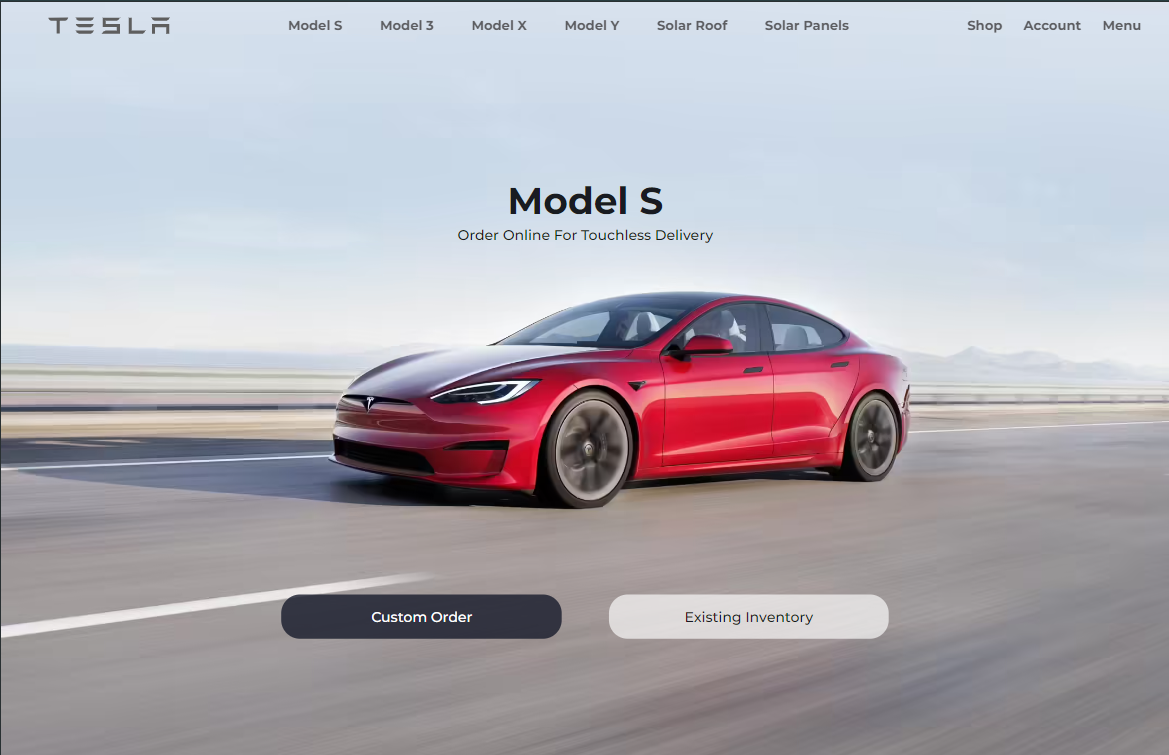 TESLA
Model S Model 3 Model X Model Y Solar Roof Solar Panels
Shop Account Menu
Model S
Order Online For Touchless Delivery
Custom Order
Existing Inventory